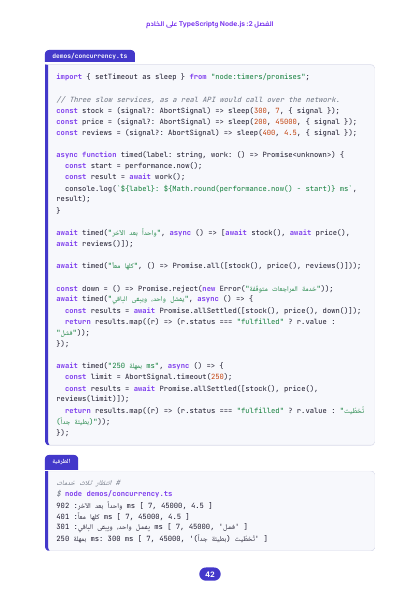 الفصل 2: Node.js وTypeScript على الخادم
demos/concurrency.ts
import { setTimeout as sleep } from "node:timers/promises";
// Three slow services, as a real API would call over the network.
const stock = (signal?: AbortSignal) => sleep(300, 7, { signal });
const price = (signal?: AbortSignal) => sleep(200, 45000, { signal });
const reviews = (signal?: AbortSignal) => sleep(400, 4.5, { signal });
async function timed(label: string, work: () => Promise<unknown>) {
const start = performance.now();
const result = await work();
console.log(`${label}: ${Math.round(performance.now() - start)} ms`,
result);
}
await timed("واحداً بعد الآخر", async () => [await stock(), await price(),
await reviews()]);
await timed("كلها معاً", () => Promise.all([stock(), price(), reviews()]));
const down = () => Promise.reject(new Error("خدمة المراجعات متوقفة"));
await timed("يفشل واحد، ويبقى الباقي", async () => {
const results = await Promise.allSettled([stock(), price(), down()]);
return results.map((r) => (r.status === "fulfilled" ? r.value :
"فشل"));
});
await timed("بمهلة 250 ms", async () => {
const limit = AbortSignal.timeout(250);
const results = await Promise.allSettled([stock(), price(),
reviews(limit)]);
return results.map((r) => (r.status === "fulfilled" ? r.value : "تُخطّيت
(بطيئة جداً)"));
});
الطرفية
# انتظار ثلاث خدمات
$ node demos/concurrency.ts
واحداً بعد الآخر: 902 ms [ 7, 45000, 4.5 ]
كلها معاً: 401 ms [ 7, 45000, 4.5 ]
يفشل واحد، ويبقى الباقي: 301 ms [ 7, 45000, 'فشل' ]
بمهلة 250 ms: 300 ms [ 7, 45000, 'تُخطّيت (بطيئة جداً)' ]
42